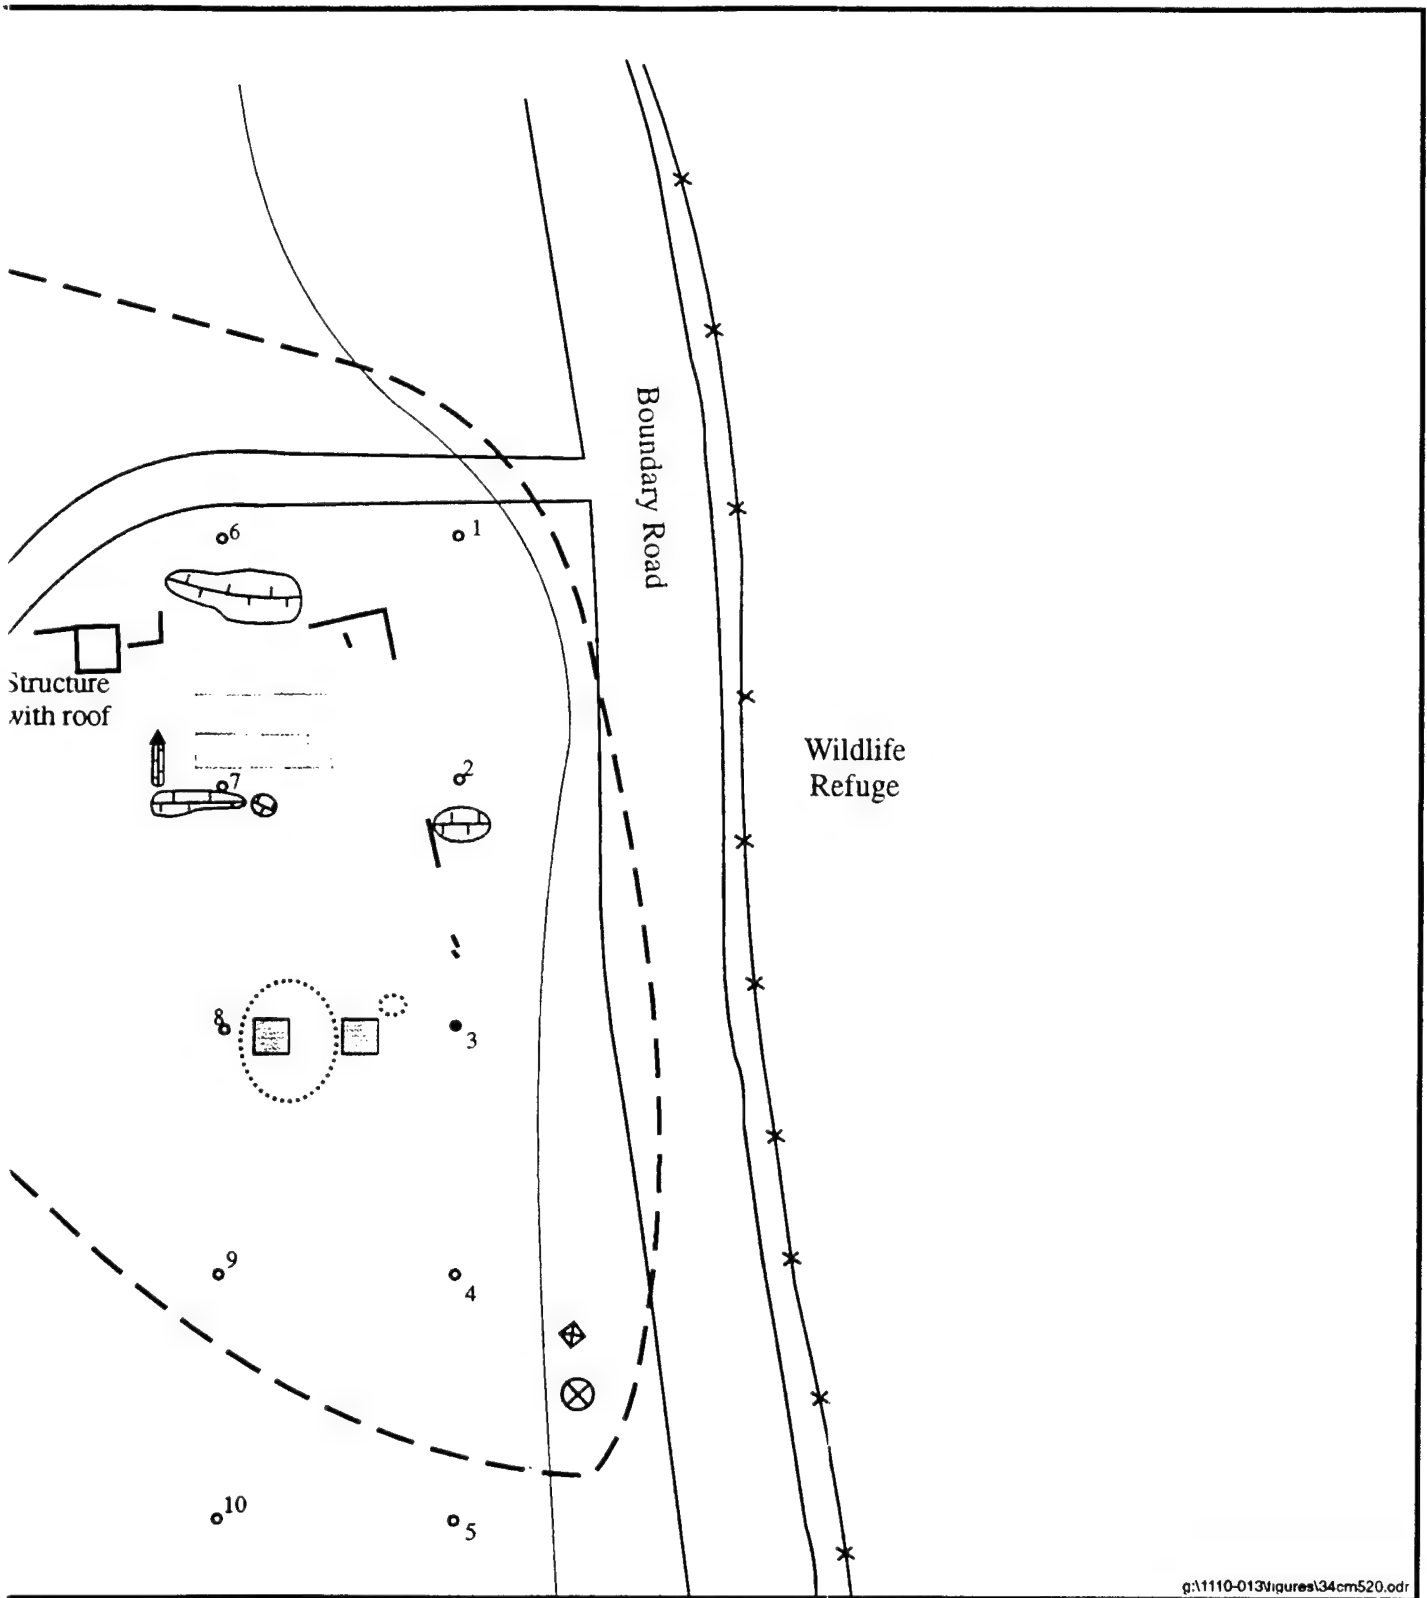 Boundary Road
6
1
Structure
with roof
7
2
Wildlife
Refuge
8
3
9
4
10
5
g:\1110-013\figures\34cm520.odr